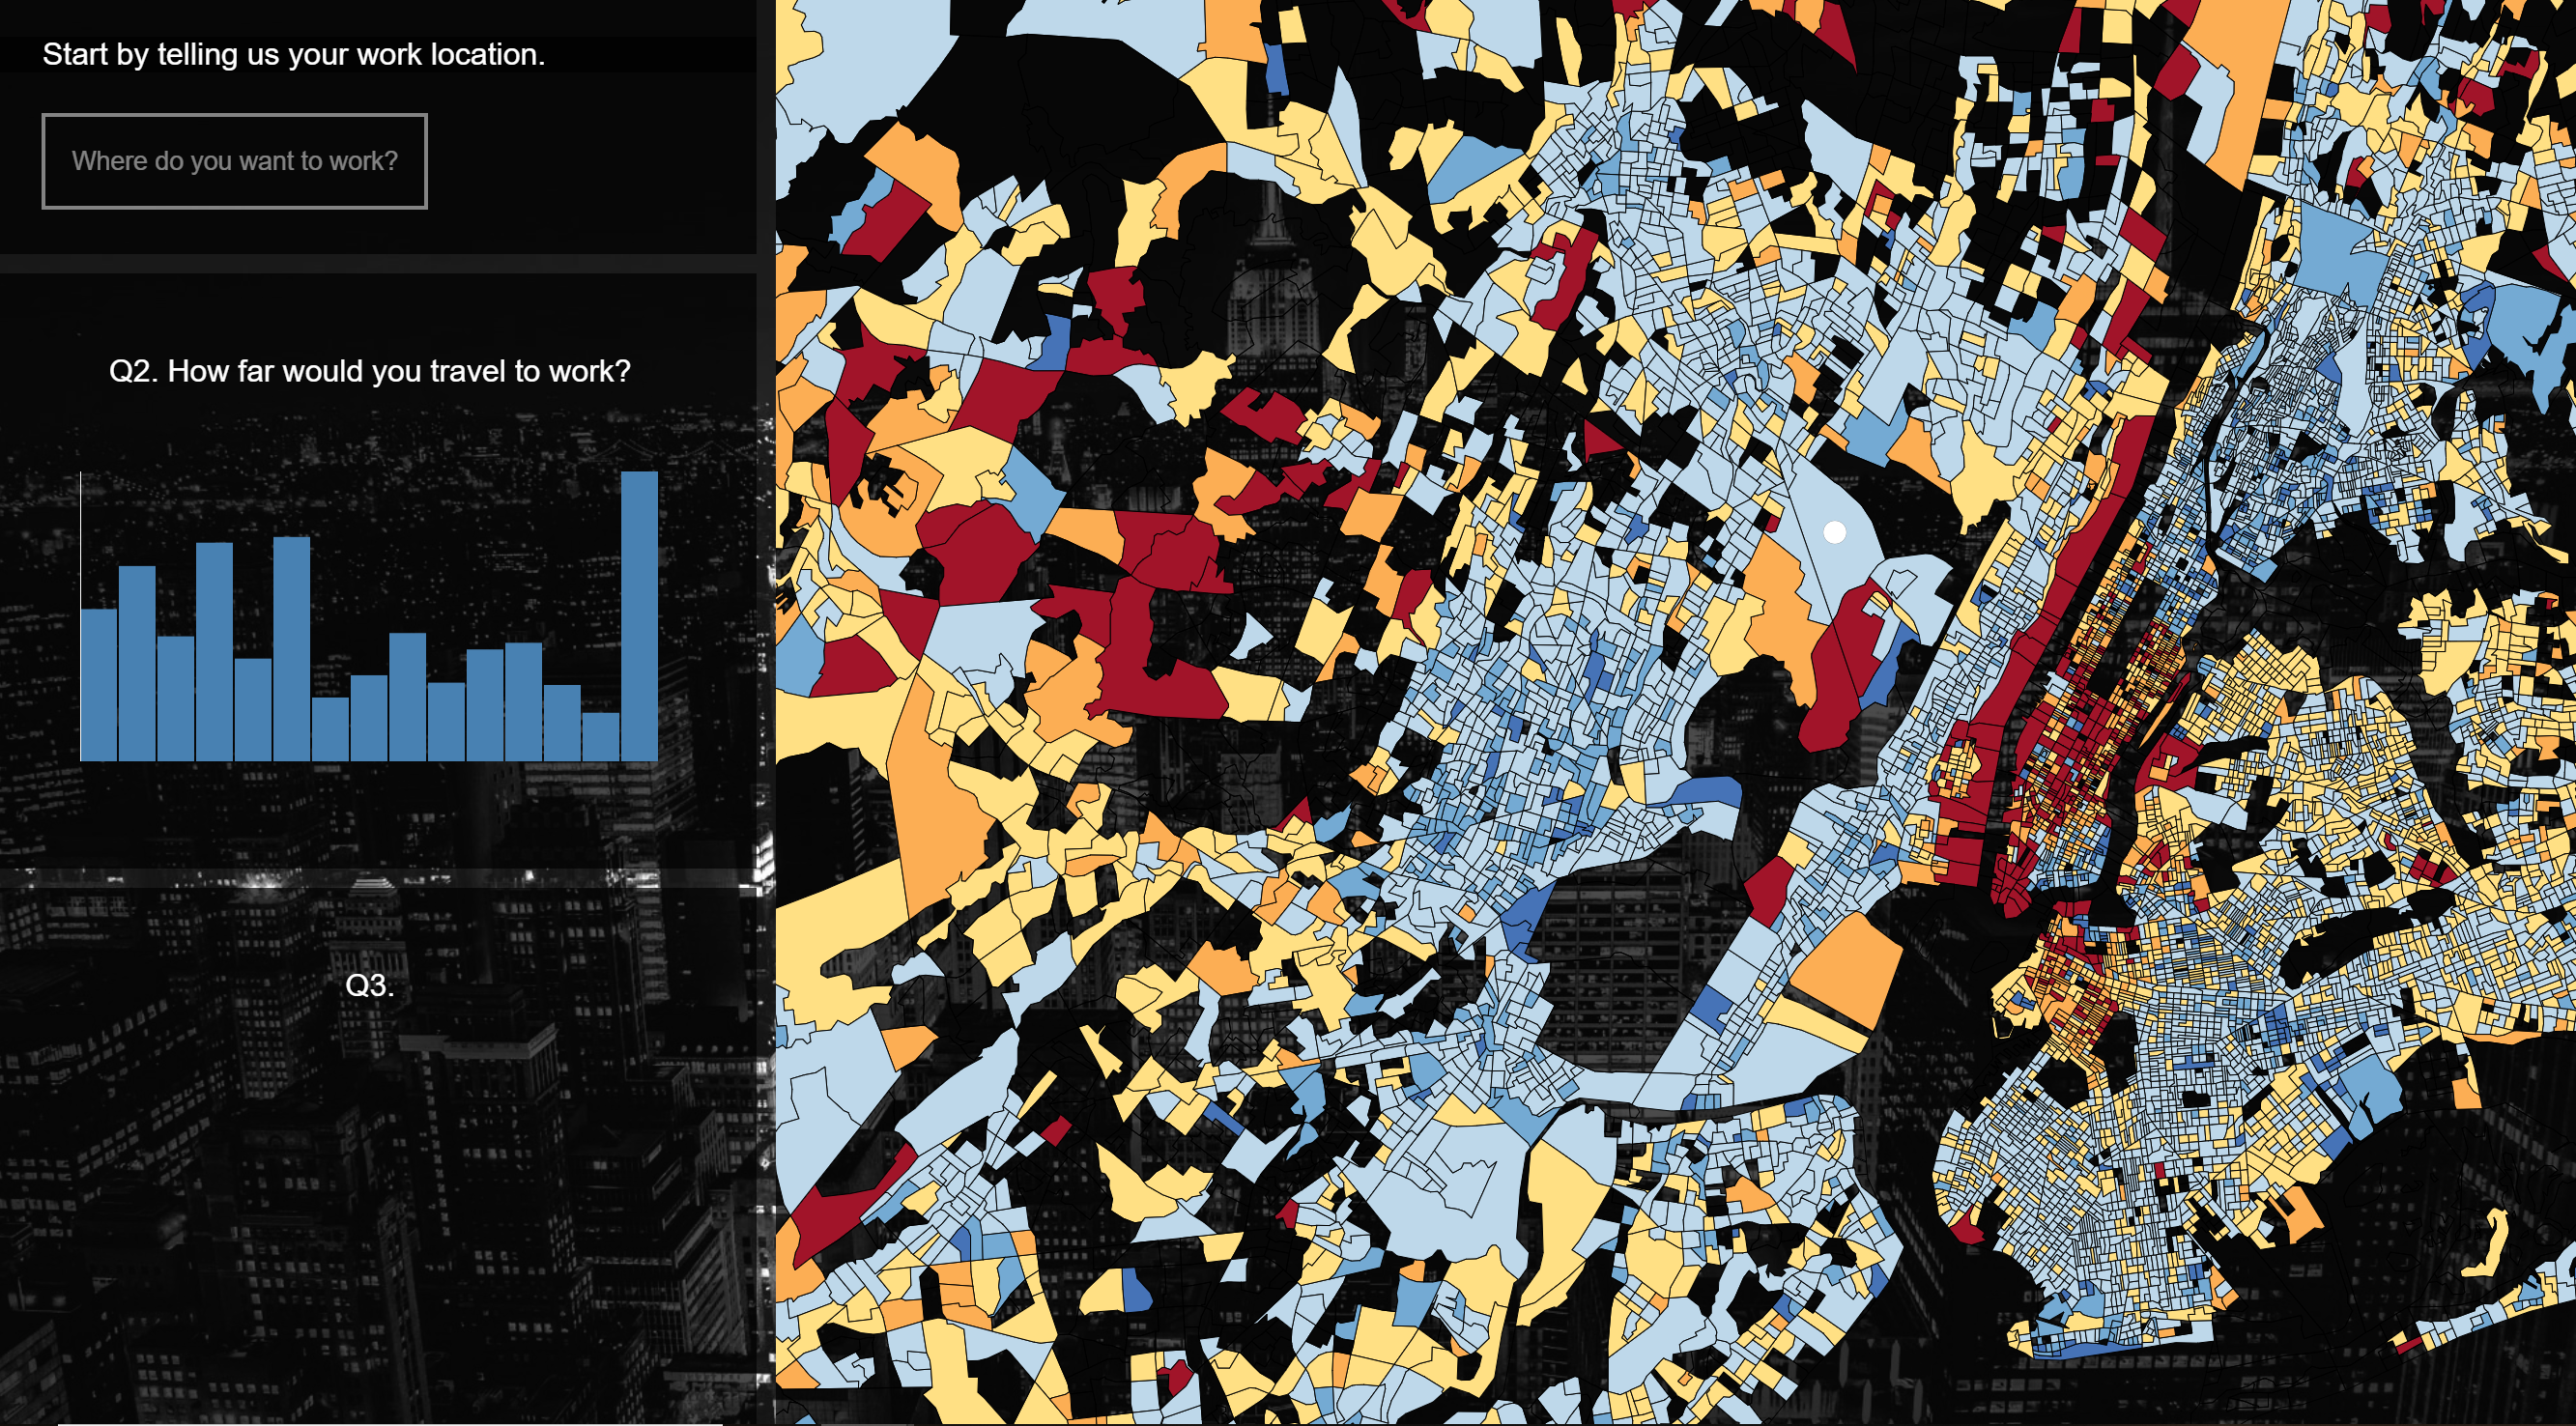 Start by telling us your work location.
Where do you want to work?
Q2. How far would you travel to work?
Q3.